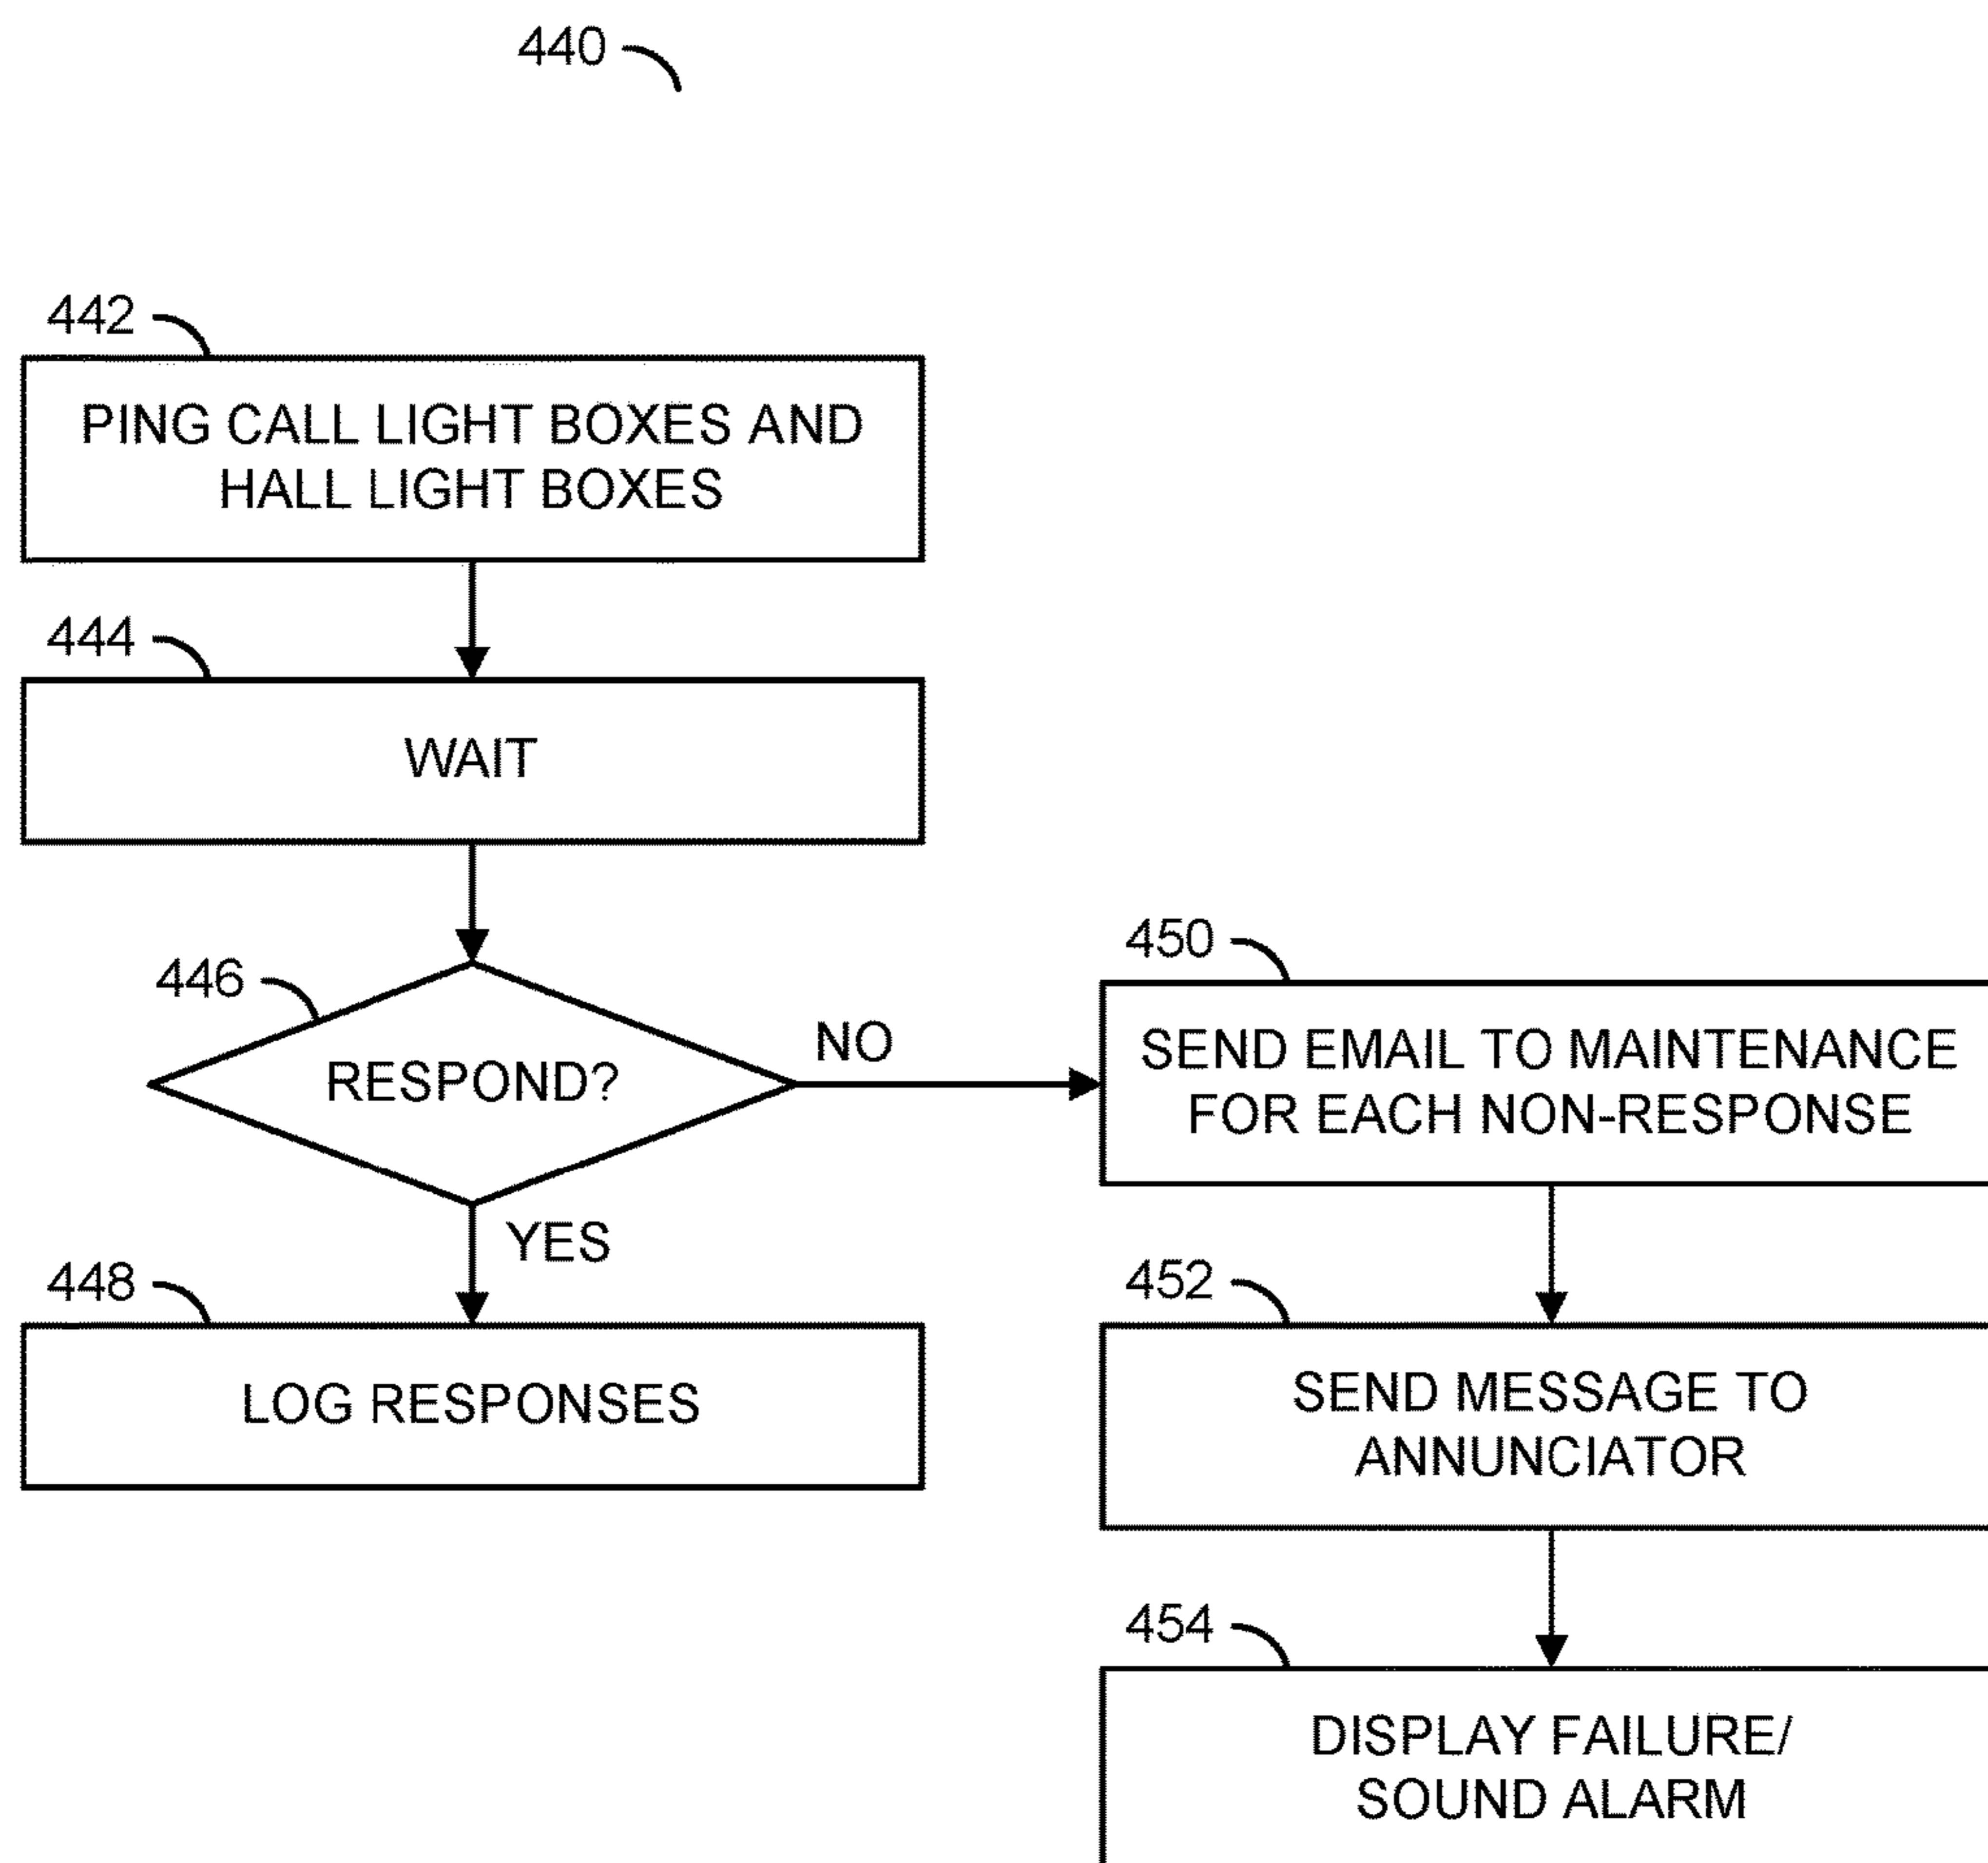 440
442
PING CALL LIGHT BOXES AND
HALL LIGHT BOXES
444
WAIT
446
RESPOND?
NO
YES
448
LOG RESPONSES
450
SEND EMAIL TO MAINTENANCE
FOR EACH NON-RESPONSE
452
SEND MESSAGE TO
ANNUNCIATOR
454
DISPLAY FAILURE/
SOUND ALARM